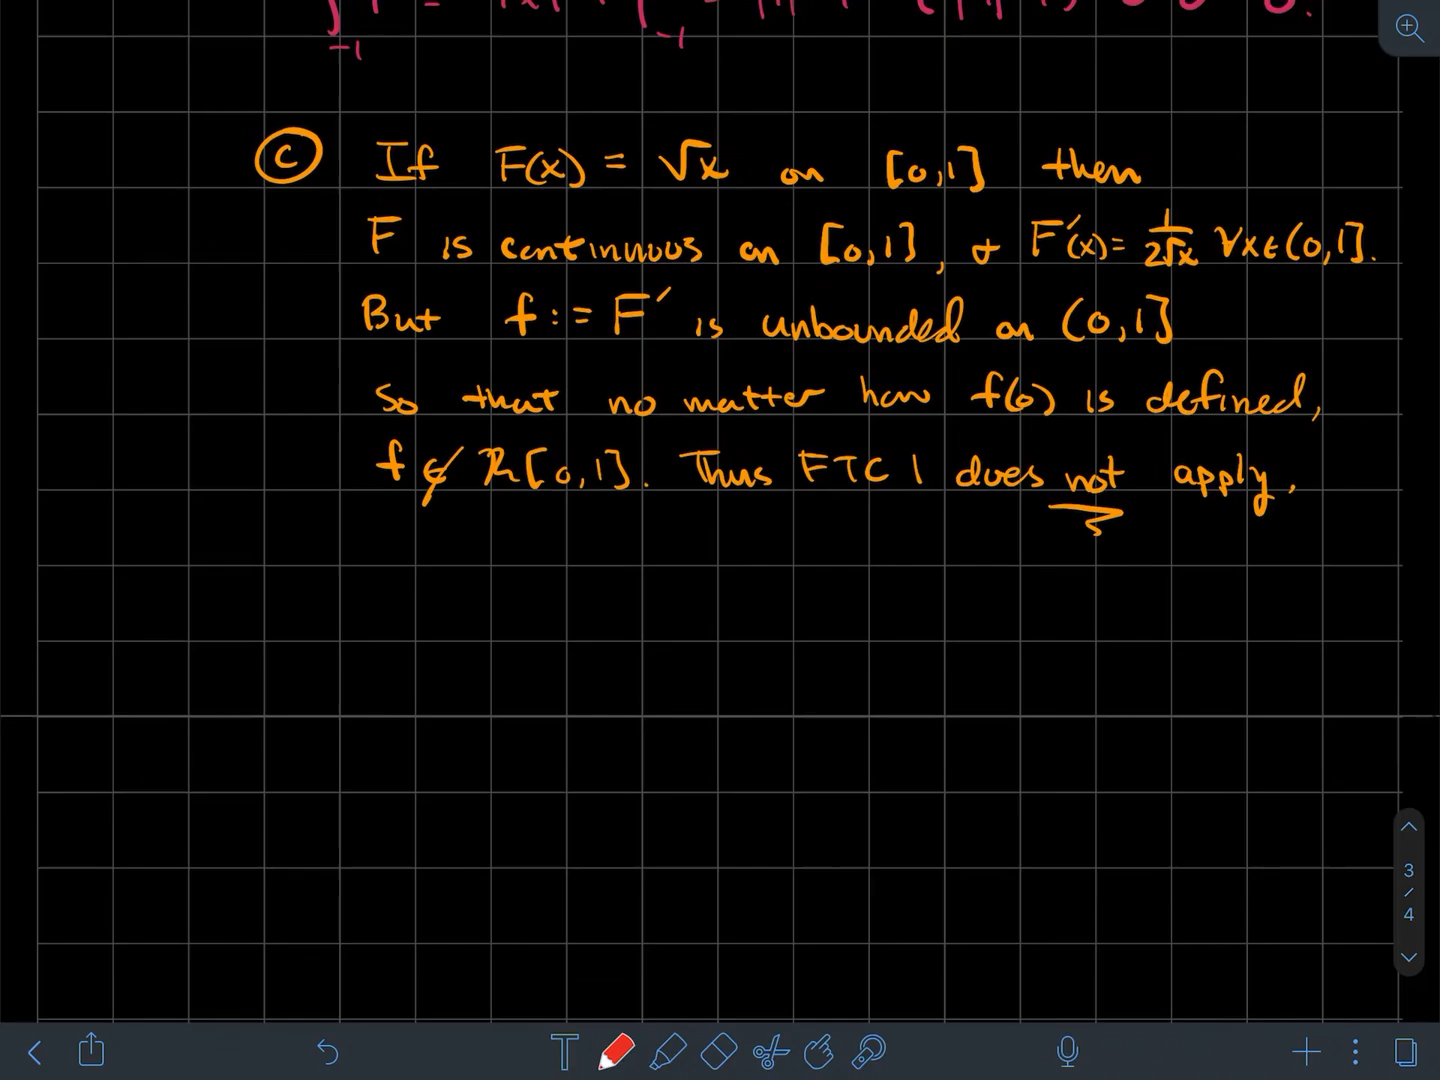 Ⓒ If F(x) = √x on [0,1] then
F is continuous on [0,1], & F'(x) = 1/2√x ∀x∈(0,1].
But f := F' is unbounded on (0,1]
So that no matter how f(0) is defined,
f ∉ R[0,1]. Thus FTC 1 does not apply.
3
/
4
T